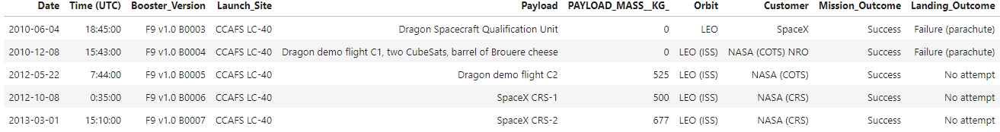 Date Time (UTC) Booster_Version Launch_Site Payload PAYLOAD_MASS__KG_ Orbit Customer Mission_Outcome Landing_Outcome
2010-06-04 18:45:00 F9 v1.0 B0003 CCAFS LC-40 Dragon Spacecraft Qualification Unit 0 LEO SpaceX Success Failure (parachute)
2010-12-08 15:43:00 F9 v1.0 B0004 CCAFS LC-40 Dragon demo flight C1, two CubeSats, barrel of Brouere cheese 0 LEO (ISS) NASA (COTS) NRO Success Failure (parachute)
2012-05-22 7:44:00 F9 v1.0 B0005 CCAFS LC-40 Dragon demo flight C2 525 LEO (ISS) NASA (COTS) Success No attempt
2012-10-08 0:35:00 F9 v1.0 B0006 CCAFS LC-40 SpaceX CRS-1 500 LEO (ISS) NASA (CRS) Success No attempt
2013-03-01 15:10:00 F9 v1.0 B0007 CCAFS LC-40 SpaceX CRS-2 677 LEO (ISS) NASA (CRS) Success No attempt